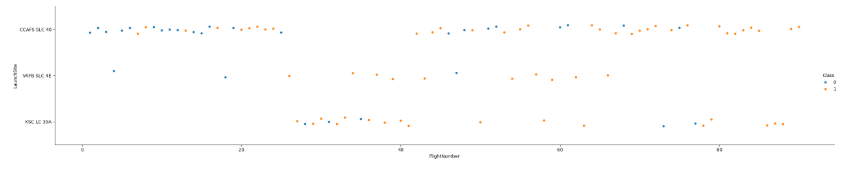 CCAFS SLC 40
VAFB SLC 4E
KSC LC 39A
LaunchSite
0
20
40
60
80
FlightNumber
Class
0
1